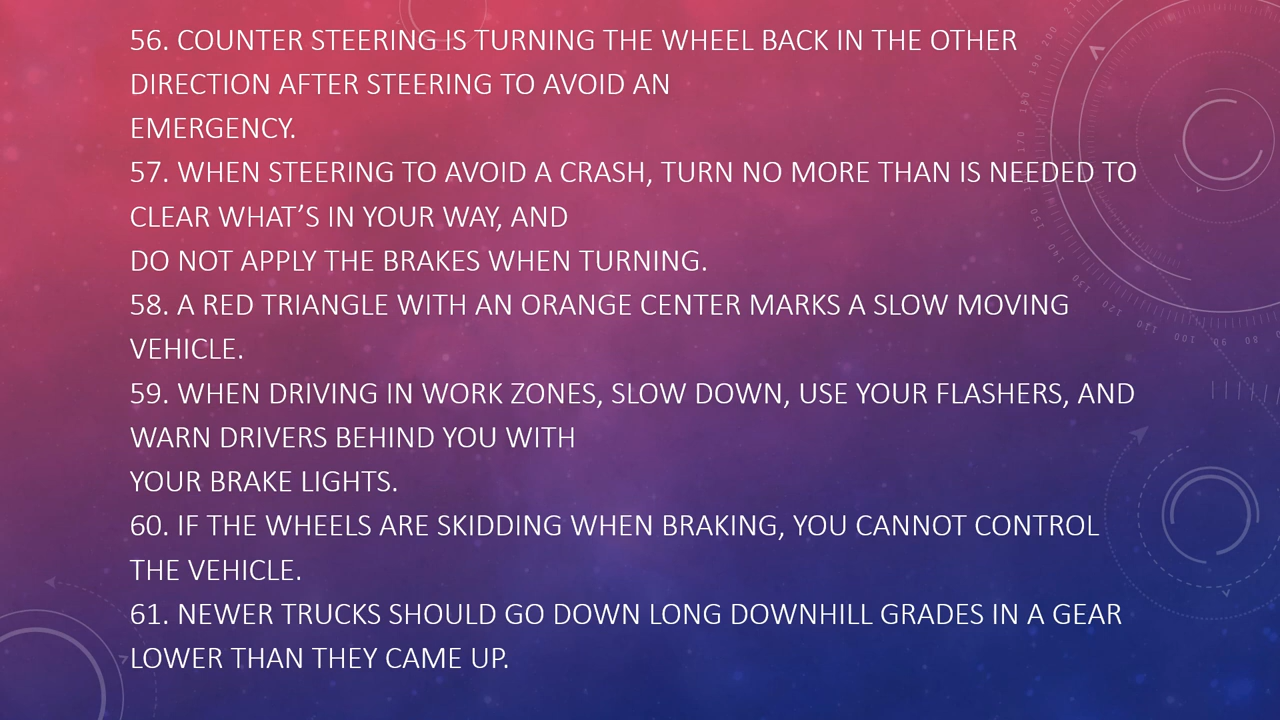 56. COUNTER STEERING IS TURNING THE WHEEL BACK IN THE OTHER
DIRECTION AFTER STEERING TO AVOID AN
EMERGENCY.
57. WHEN STEERING TO AVOID A CRASH, TURN NO MORE THAN IS NEEDED TO
CLEAR WHAT’S IN YOUR WAY, AND
DO NOT APPLY THE BRAKES WHEN TURNING.
58. A RED TRIANGLE WITH AN ORANGE CENTER MARKS A SLOW MOVING
VEHICLE.
59. WHEN DRIVING IN WORK ZONES, SLOW DOWN, USE YOUR FLASHERS, AND
WARN DRIVERS BEHIND YOU WITH
YOUR BRAKE LIGHTS.
60. IF THE WHEELS ARE SKIDDING WHEN BRAKING, YOU CANNOT CONTROL
THE VEHICLE.
61. NEWER TRUCKS SHOULD GO DOWN LONG DOWNHILL GRADES IN A GEAR
LOWER THAN THEY CAME UP.